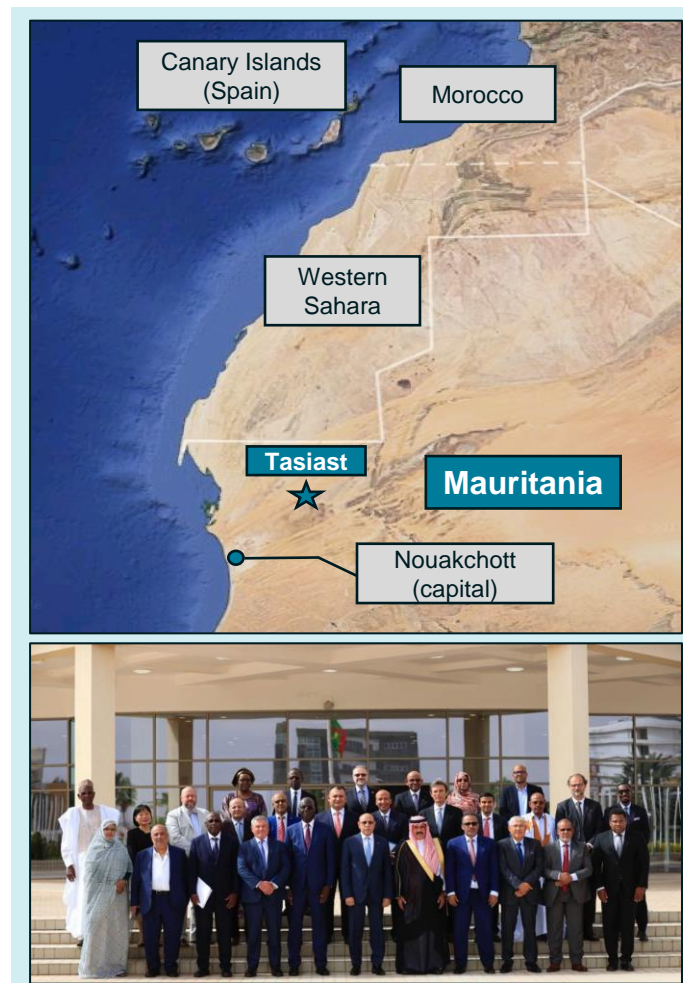 Canary Islands
(Spain)
Morocco
Western
Sahara
Tasiast
Mauritania
Nouakchott
(capital)